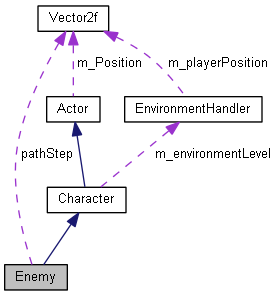 Vector2f
m_Position
m_playerPosition
Actor
EnvironmentHandler
pathStep
m_environmentLevel
Character
Enemy